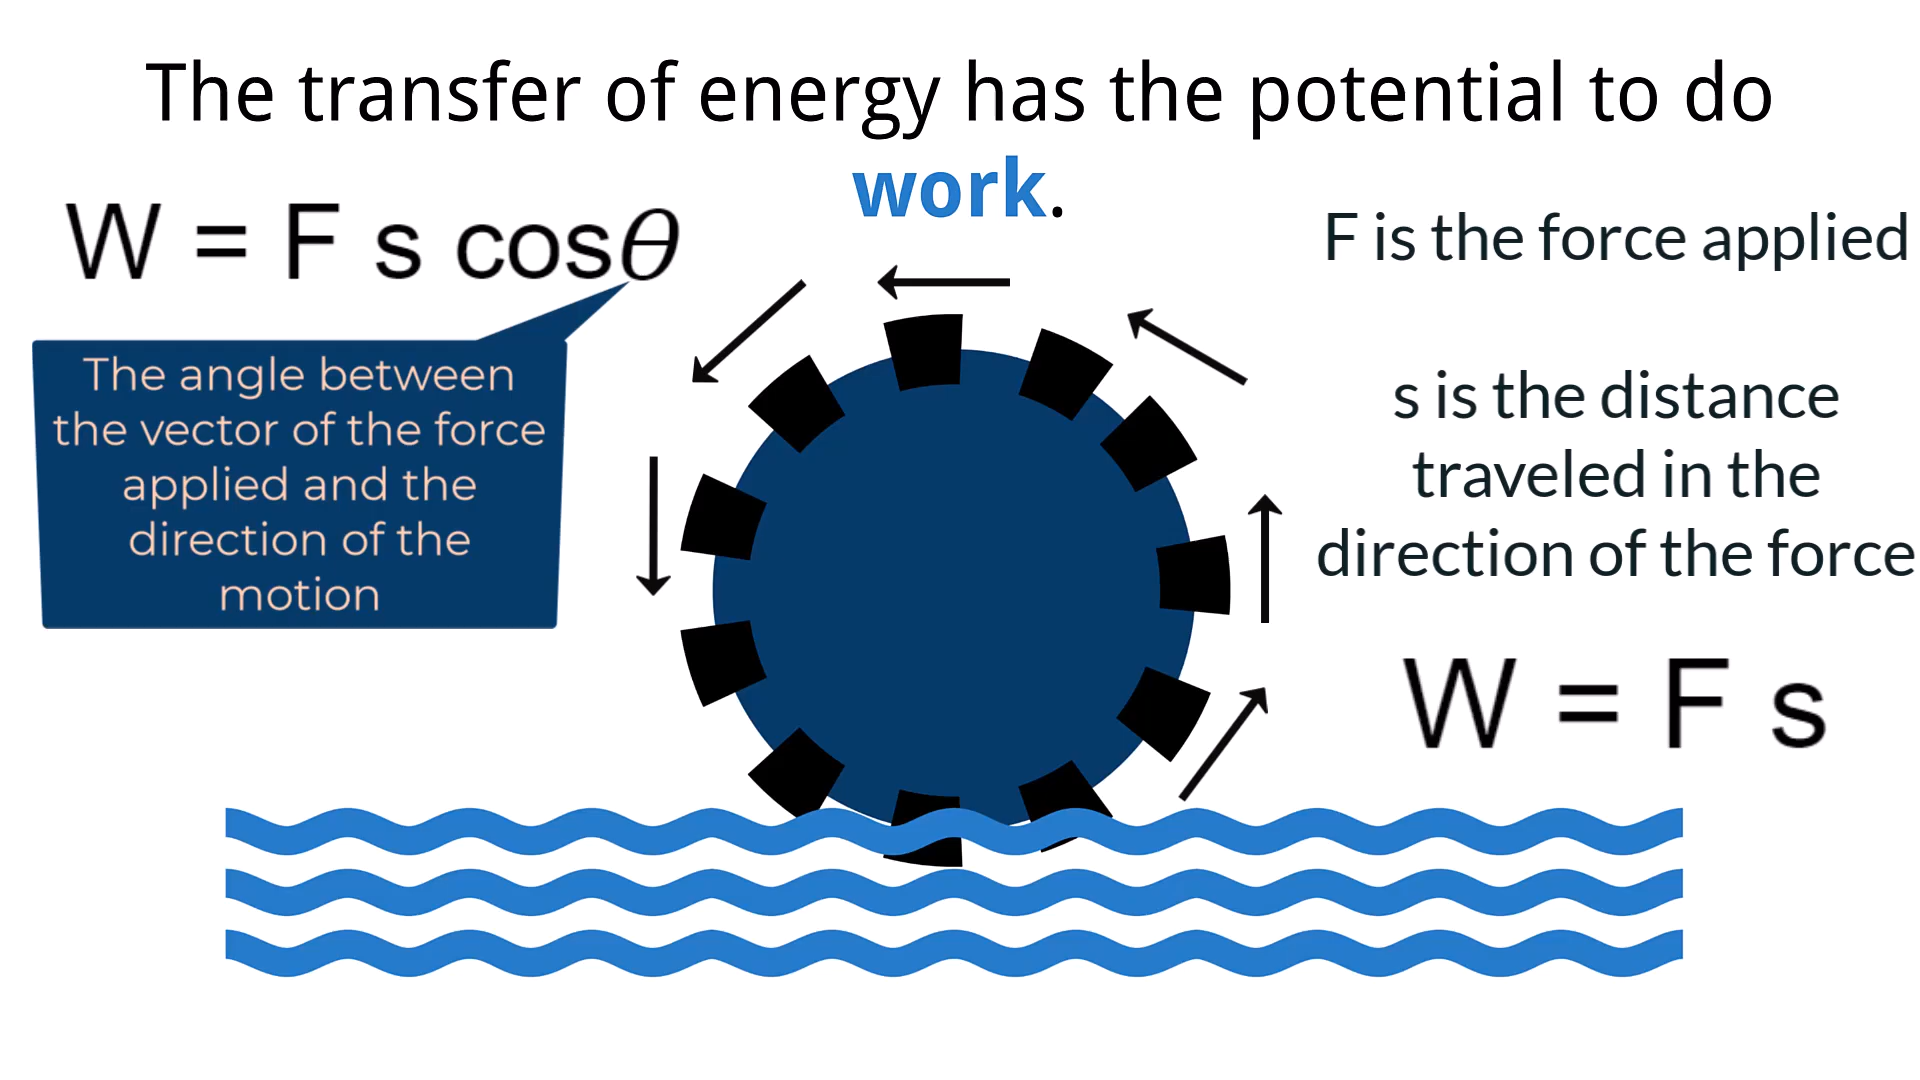 The transfer of energy has the potential to do
work.
W = F s cosθ
The angle between
the vector of the force
applied and the
direction of the
motion
F is the force applied
s is the distance
traveled in the
direction of the force
W = F s